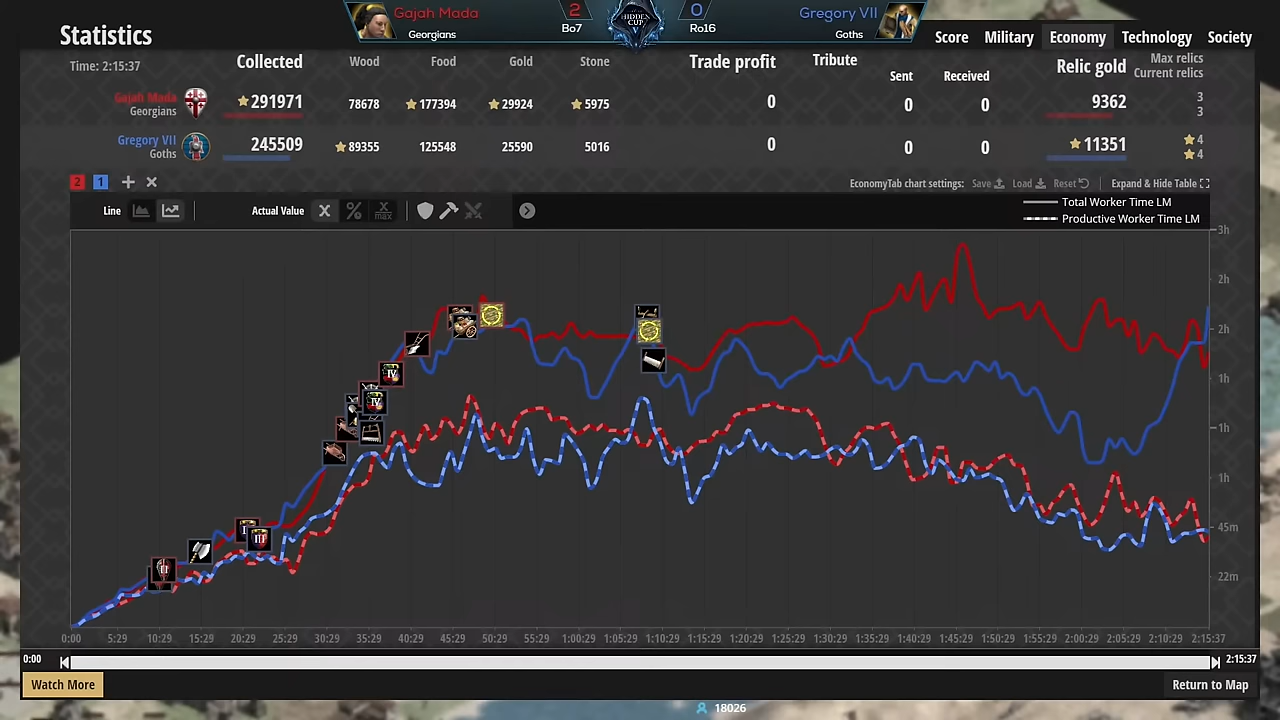 Gajah Mada 2 HIDDEN CUP 0 Gregory VII
Georgians Bo7 Ro16 Goths
Statistics
Score Military Economy Technology Society
Time: 2:15:37
Collected Wood Food Gold Stone Trade profit Tribute Sent Received Relic gold Max relics
Current relics
Gajah Mada
Georgians
291971 78678 177394 29924 5975 0 0 0 9362 3
3
Gregory VII
Goths
245509 89355 125548 25590 5016 0 0 0 11351 4
4
2 1
EconomyTab chart settings: Save Load Reset Expand & Hide Table
Line Actual Value X % X max
Total Worker Time LM
Productive Worker Time LM
3h
2h
2h
1h
1h
1h
45m
22m
IV
IV
III
II
0:00 5:29 10:29 15:29 20:29 25:29 30:29 35:29 40:29 45:29 50:29 55:29 1:00:29 1:05:29 1:10:29 1:15:29 1:20:29 1:25:29 1:30:29 1:35:29 1:40:29 1:45:29 1:50:29 1:55:29 2:00:29 2:05:29 2:10:29 2:15:37
0:00 2:15:37
Watch More Return to Map
18026